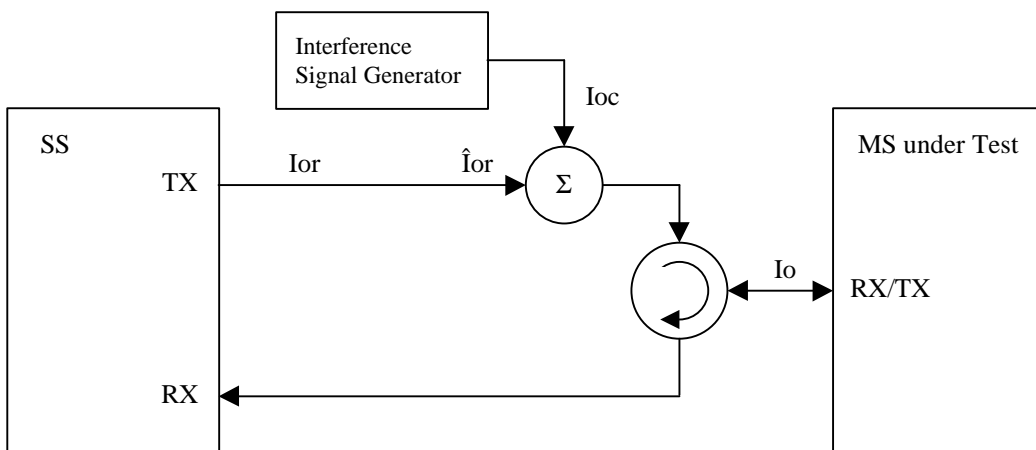 Interference
Signal Generator
Ioc
SS
MS under Test
TX
Ior
Îor
Σ
Io
RX/TX
RX